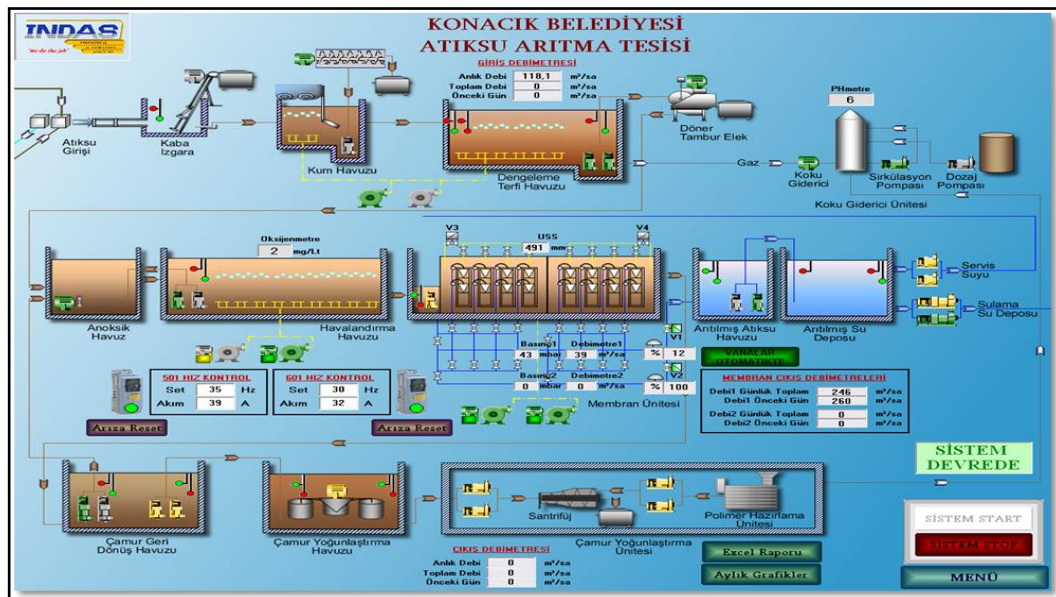 INDAS
"we do the job"
KONACIK BELEDİYESİ
ATIKSU ARITMA TESİSİ
GİRİŞ DEBİMETRESİ
Anlık Debi 118,1 m³/sa
Toplam Debi 0 m³/sa
Önceki Gün 0 m³/sa
PHmetre
6
Atıksu
Girişi
Kaba
Izgara
Kum Havuzu
Dengeleme
Terfi Havuzu
Döner
Tambur Elek
Gaz
Koku
Giderici
Sirkülasyon
Pompası
Dozaj
Pompası
Koku Giderici Ünitesi
Oksijenmetre
2 mg/Lt
V3
USS
491 mm
V4
Servis
Suyu
Sulama
Su Deposu
Anoksik
Havuz
Havalandırma
Havuzu
Basınç1 Debimetre1
43 mbar 39 m³/sa
Basınç2 Debimetre2
0 mbar 0 m³/sa
V1
% 12
V2
% 100
Membran Ünitesi
Arıtılmış Atıksu
Havuzu
Arıtılmış Su
Deposu
VANALAR
OTOMATİKTE
501 HIZ KONTROL
Set 35 Hz
Akım 39 A
601 HIZ KONTROL
Set 30 Hz
Akım 32 A
Arıza Reset
Arıza Reset
MEMBRAN ÇIKIŞ DEBİMETRELERİ
Debi1 Günlük Toplam 246 m³/sa
Debi1 Önceki Gün 260 m³/sa
Debi2 Günlük Toplam 0 m³/sa
Debi2 Önceki Gün 0 m³/sa
SİSTEM
DEVREDE
Çamur Geri
Dönüş Havuzu
Çamur Yoğunlaştırma
Havuzu
Santrifüj
Polimer Hazırlama
Ünitesi
Çamur Yoğunlaştırma
Ünitesi
SİSTEM START
SİSTEM STOP
MENÜ
ÇIKIŞ DEBİMETRESİ
Anlık Debi 0 m³/sa
Toplam Debi 0 m³/sa
Önceki Gün 0 m³/sa
Excel Raporu
Aylık Grafikler